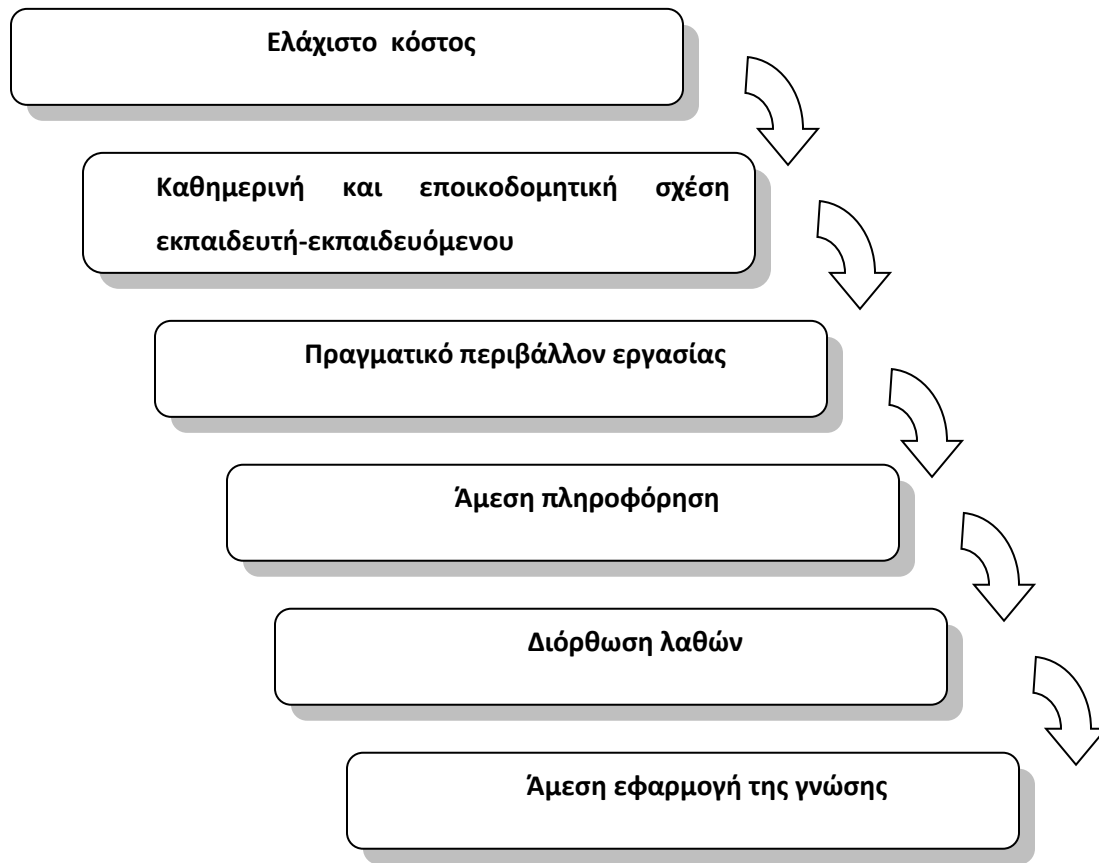 Ελάχιστο κόστος
Καθημερινή και εποικοδομητική σχέση
εκπαιδευτή-εκπαιδευόμενου
Πραγματικό περιβάλλον εργασίας
Άμεση πληροφόρηση
Διόρθωση λαθών
Άμεση εφαρμογή της γνώσης